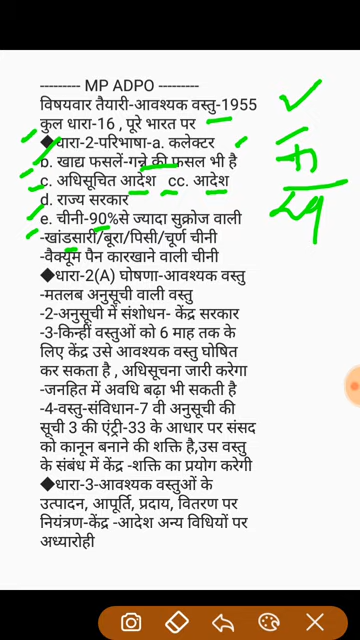 --------- MP ADPO ---------
विषयवार तैयारी-आवश्यक वस्तु-1955
कुल धारा-16 , पूरे भारत पर
◆धारा-2-परिभाषा-a. कलेक्टर
b. खाद्य फसलें-गन्ने की फसल भी है
c. अधिसूचित आदेश cc. आदेश
d. राज्य सरकार
e. चीनी-90% से ज्यादा सुक्रोज वाली
-खांडसारी/बूरा/पिसी/चूर्ण चीनी
-वैक्यूम पैन कारखाने वाली चीनी
◆धारा-2(A) घोषणा-आवश्यक वस्तु
-मतलब अनुसूची वाली वस्तु
-2-अनुसूची में संशोधन- केंद्र सरकार
-3-किन्हीं वस्तुओं को 6 माह तक के
लिए केंद्र उसे आवश्यक वस्तु घोषित
कर सकता है , अधिसूचना जारी करेगा
-जनहित में अवधि बढ़ा भी सकती है
-4-वस्तु-संविधान-7 वी अनुसूची की
सूची 3 की एंट्री-33 के आधार पर संसद
को कानून बनाने की शक्ति है,उस वस्तु
के संबंध में केंद्र -शक्ति का प्रयोग करेगी
◆धारा-3-आवश्यक वस्तुओं के
उत्पादन, आपूर्ति, प्रदाय, वितरण पर
नियंत्रण-केंद्र -आदेश अन्य विधियों पर
अध्यारोही